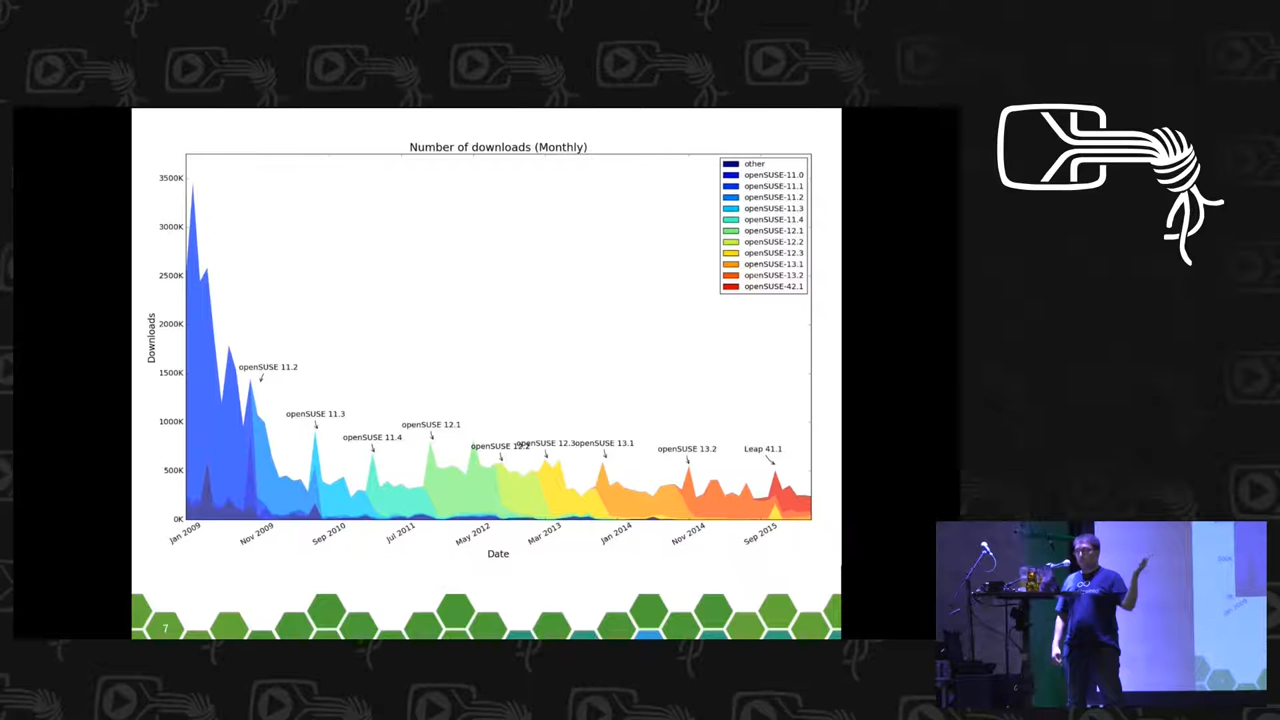 Number of downloads (Monthly)
3500K
3000K
2500K
2000K
1500K
1000K
500K
0K
Downloads
other
openSUSE-11.0
openSUSE-11.1
openSUSE-11.2
openSUSE-11.3
openSUSE-11.4
openSUSE-12.1
openSUSE-12.2
openSUSE-12.3
openSUSE-13.1
openSUSE-13.2
openSUSE-42.1
openSUSE 11.2
openSUSE 11.3
openSUSE 11.4
openSUSE 12.1
openSUSE 12.2
openSUSE 12.3
openSUSE 13.1
openSUSE 13.2
Leap 41.1
Jan 2009
Nov 2009
Sep 2010
Jul 2011
May 2012
Mar 2013
Jan 2014
Nov 2014
Sep 2015
Date
7